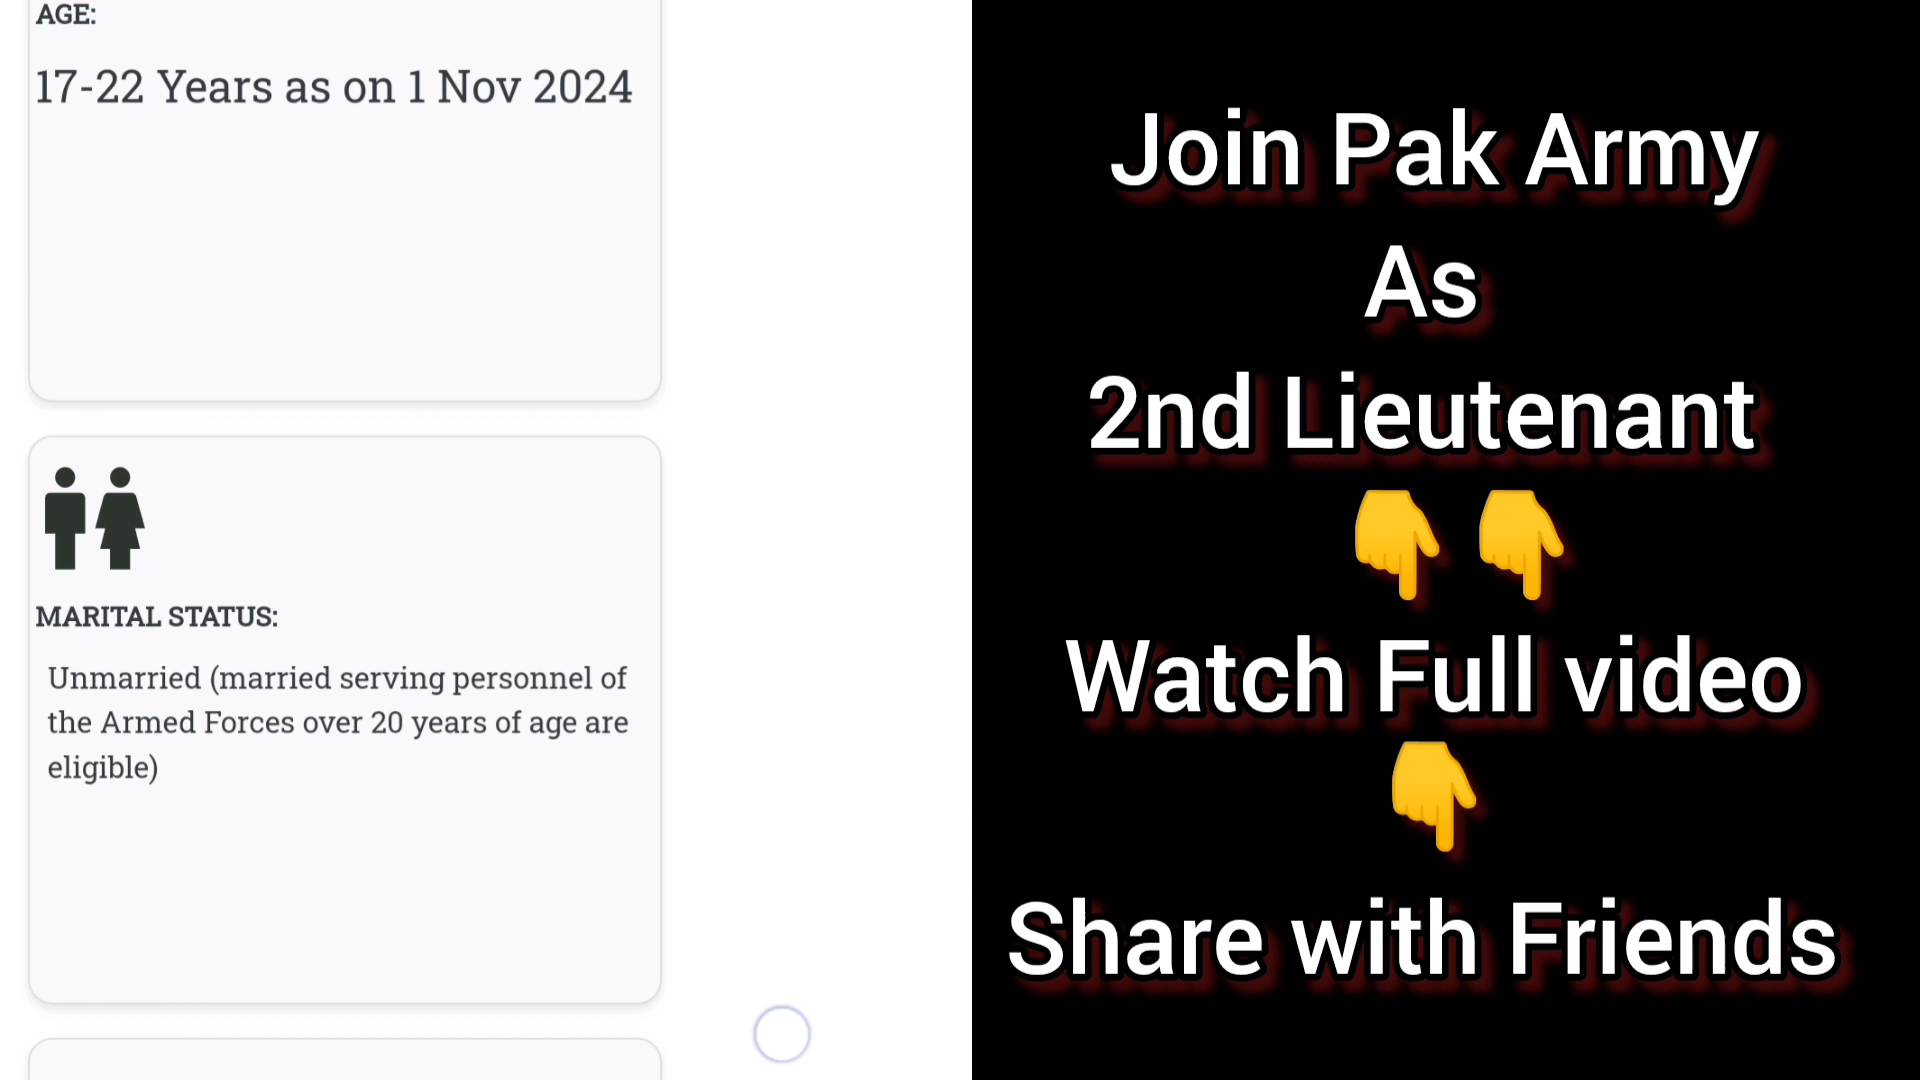 AGE:
17-22 Years as on 1 Nov 2024
MARITAL STATUS:
Unmarried (married serving personnel of
the Armed Forces over 20 years of age are
eligible)
Join Pak Army
As
2nd Lieutenant
👇 👇
Watch Full video
👇
Share with Friends